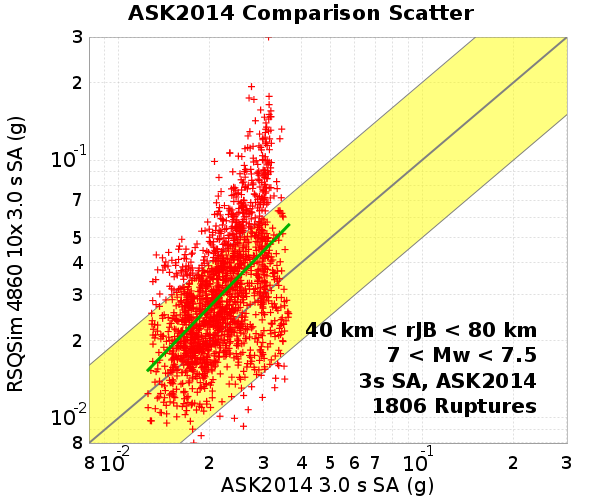 ASK2014 Comparison Scatter
RSQSim 4860 10x 3.0 s SA (g)
3
2
10^-1
7
5
4
3
2
10^-2
8
40 km < rJB < 80 km
7 < Mw < 7.5
3s SA, ASK2014
1806 Ruptures
8 10^-2 2 3 4 5 6 7 10^-1 2 3
ASK2014 3.0 s SA (g)